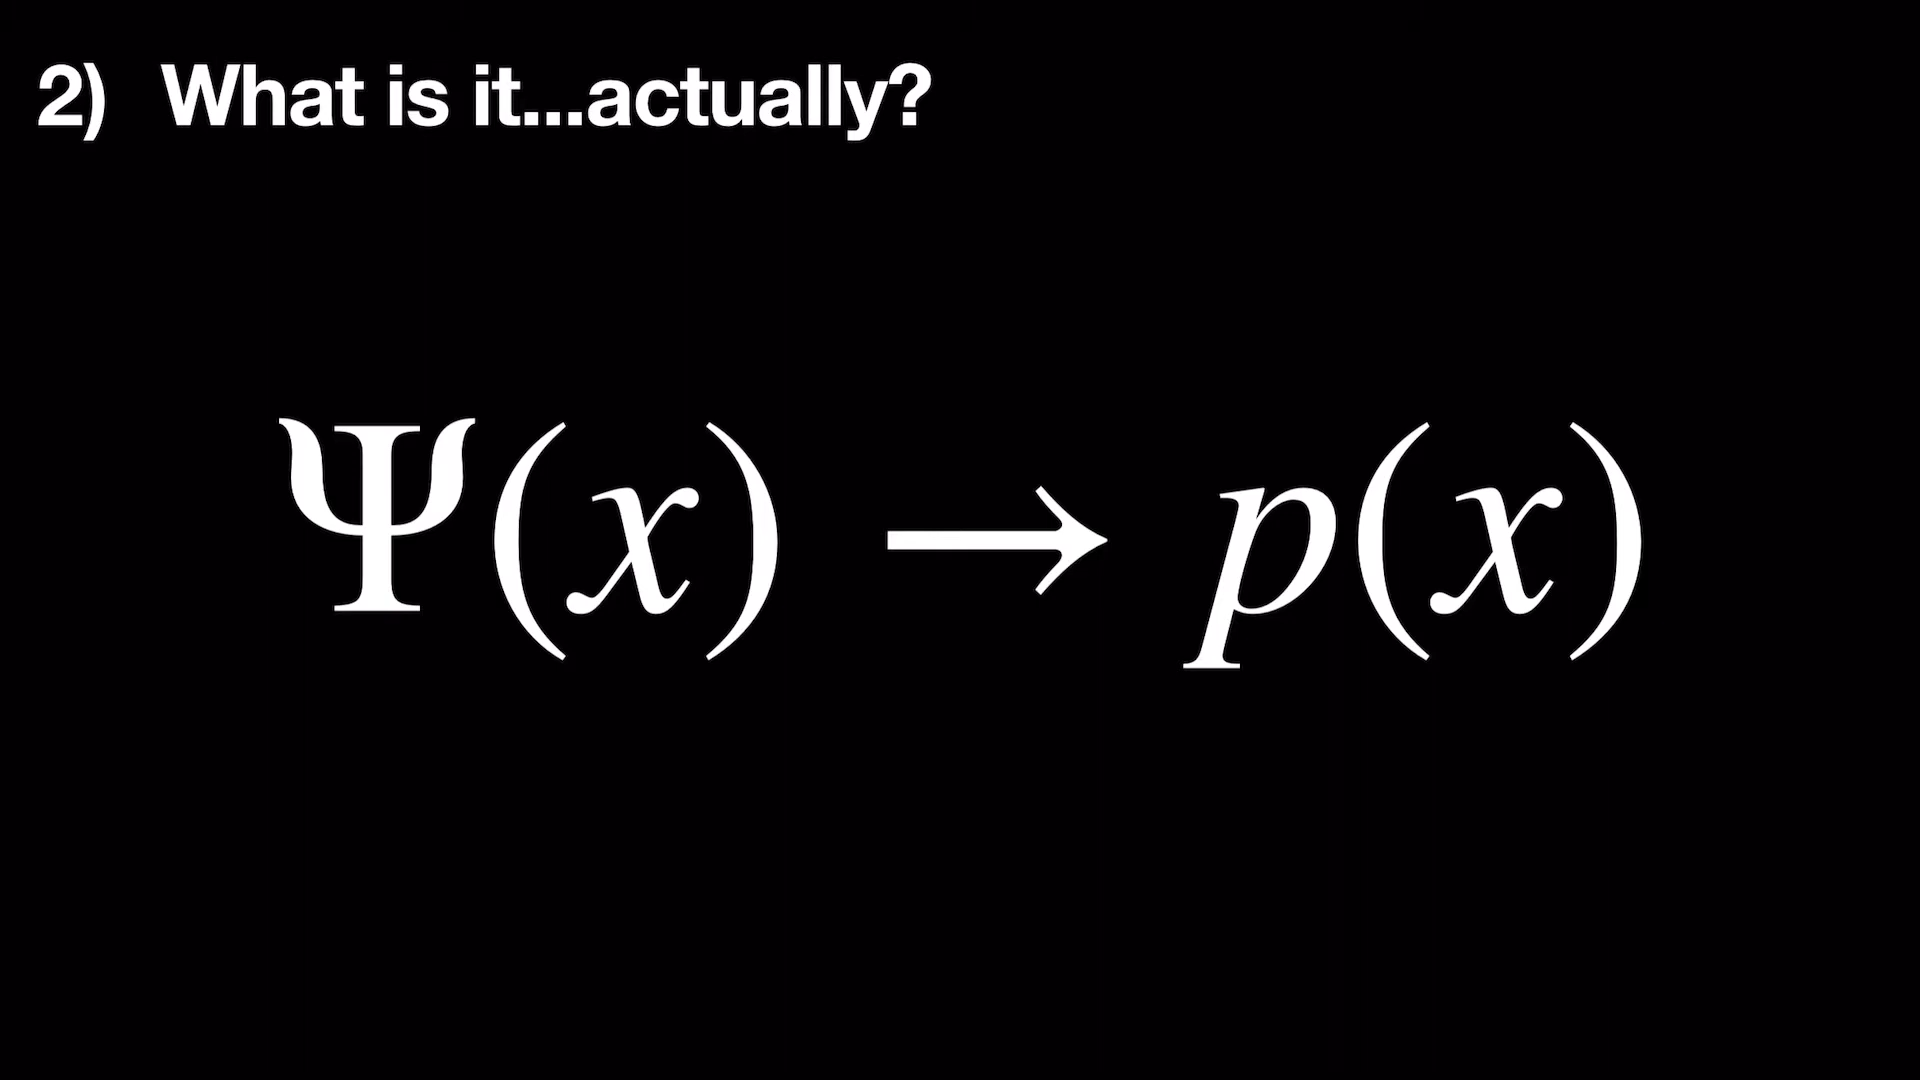 2) What is it...actually?
Ψ(x) → p(x)